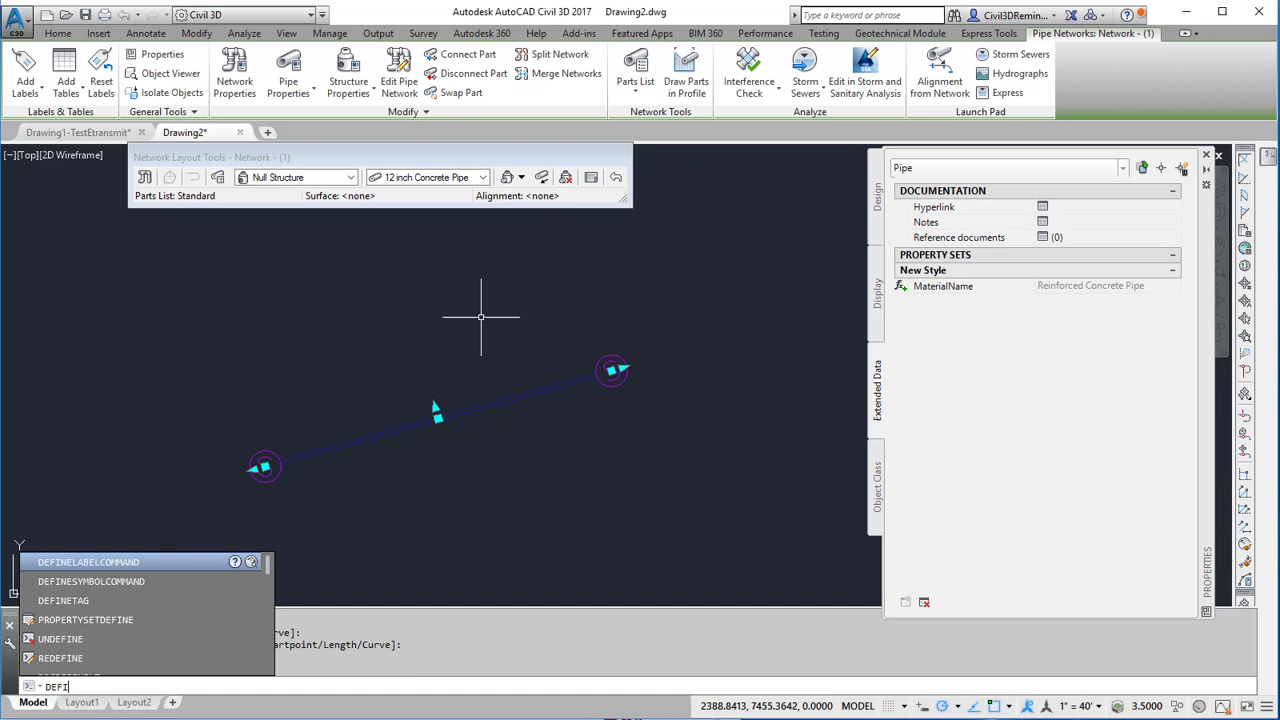 C3D
Civil 3D
Autodesk AutoCAD Civil 3D 2017 Drawing2.dwg
Type a keyword or phrase
Civil3DRemin...
Home Insert Annotate Modify Analyze View Manage Output Survey Autodesk 360 Help Add-ins Featured Apps BIM 360 Performance Testing Geotechnical Module Express Tools Pipe Networks: Network - (1)
Add Labels
Add Tables
Reset Labels
Properties
Object Viewer
Isolate Objects
Network Properties
Pipe Properties
Structure Properties
Edit Pipe Network
Connect Part
Disconnect Part
Swap Part
Split Network
Merge Networks
Parts List
Draw Parts in Profile
Interference Check
Storm Sewers
Edit in Storm and Sanitary Analysis
Alignment from Network
Storm Sewers
Hydrographs
Express
Labels & Tables General Tools Modify Network Tools Analyze Launch Pad
Drawing1-TestEtransmit* Drawing2*
[−][Top][2D Wireframe]
Network Layout Tools - Network - (1)
Null Structure 12 inch Concrete Pipe
Parts List: Standard Surface: <none> Alignment: <none>
Pipe
DOCUMENTATION
Hyperlink
Notes
Reference documents (0)
PROPERTY SETS
New Style
MaterialName Reinforced Concrete Pipe
Design
Display
Extended Data
Object Class
PROPERTIES
Y
DEFINELABELCOMMAND
DEFINESYMBOLCOMMAND
DEFINETAG
PROPERTYSETDEFINE
UNDEFINE
REDEFINE
rve]:
artpoint/Length/Curve]:
DEFI
Model Layout1 Layout2
2388.8413, 7455.3642, 0.0000 MODEL 1" = 40' 3.5000